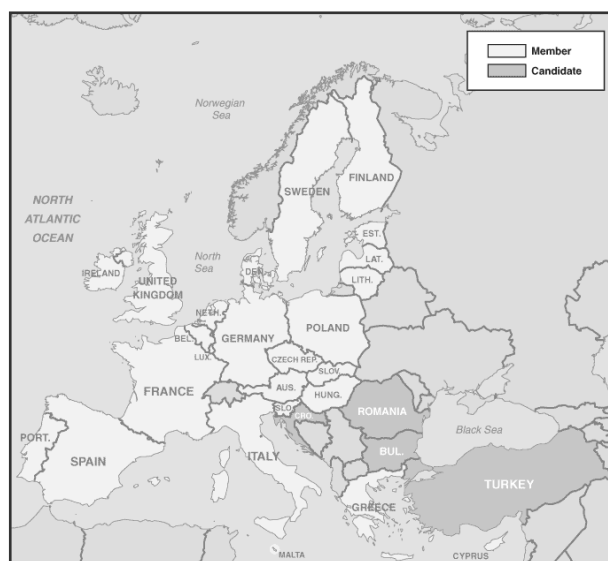 Member
Candidate
Norwegian
Sea
FINLAND
SWEDEN
NORTH
ATLANTIC
OCEAN
EST.
North
Sea
LAT.
DEN.
LITH.
IRELAND
UNITED
KINGDOM
NETH.
POLAND
BEL.
GERMANY
LUX.
CZECH REP.
SLOV.
FRANCE
AUS.
HUNG.
SLO.
CRO.
ROMANIA
PORT.
Black Sea
SPAIN
ITALY
BUL.
TURKEY
GREECE
MALTA
CYPRUS